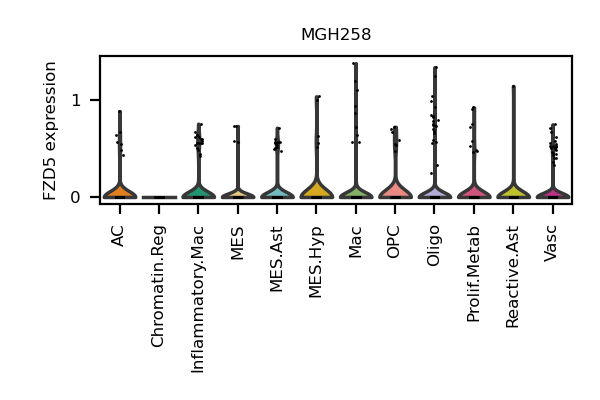 MGH258
FZD5 expression
1
0
AC
Chromatin.Reg
Inflammatory.Mac
MES
MES.Ast
MES.Hyp
Mac
OPC
Oligo
Prolif.Metab
Reactive.Ast
Vasc